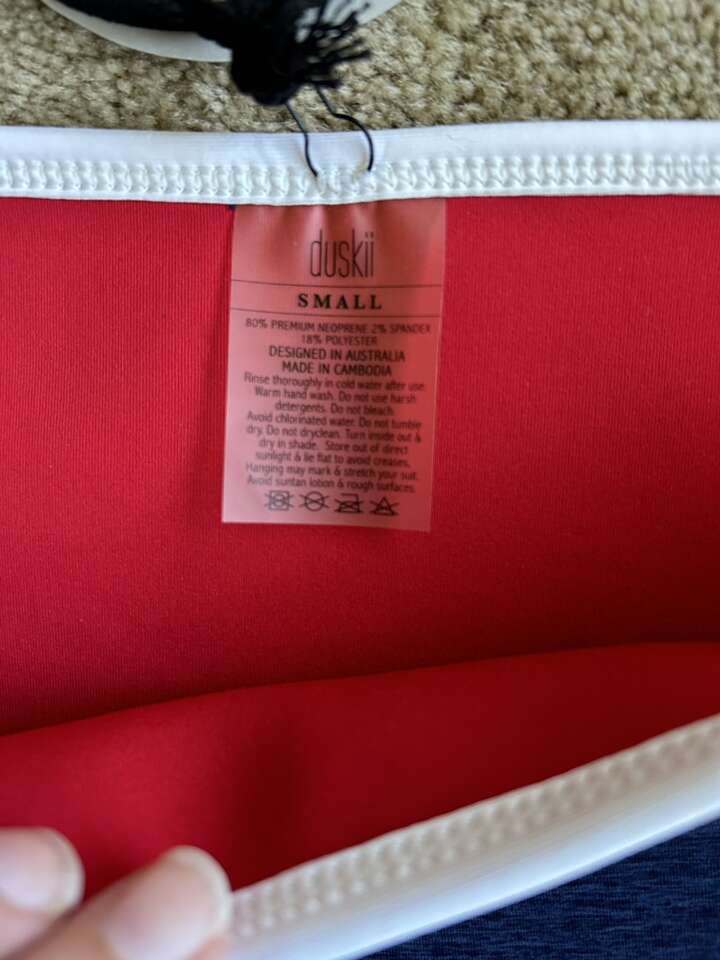 duskii
SMALL
80% PREMIUM NEOPRENE 2% SPANDEX
18% POLYESTER
DESIGNED IN AUSTRALIA
MADE IN CAMBODIA
Rinse thoroughly in cold water after use.
Warm hand wash. Do not use harsh
detergents. Do not bleach.
Avoid chlorinated water. Do not tumble
dry. Do not dryclean. Turn inside out &
dry in shade. Store out of direct
sunlight & lie flat to avoid creases.
Hanging may mark & stretch your suit.
Avoid suntan lotion & rough surfaces.